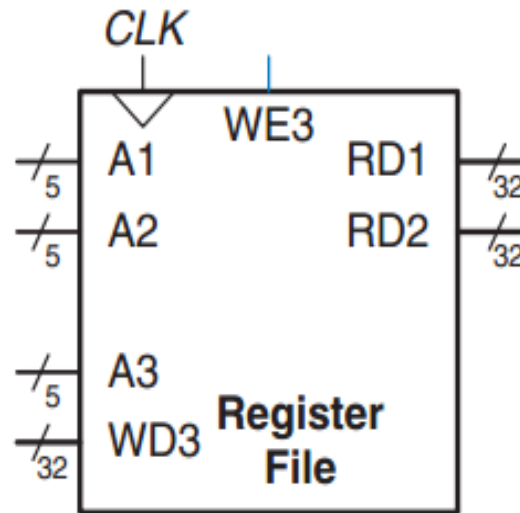 CLK
WE3
A1 RD1
5 32
A2 RD2
5 32
A3
5
WD3
32
Register
File